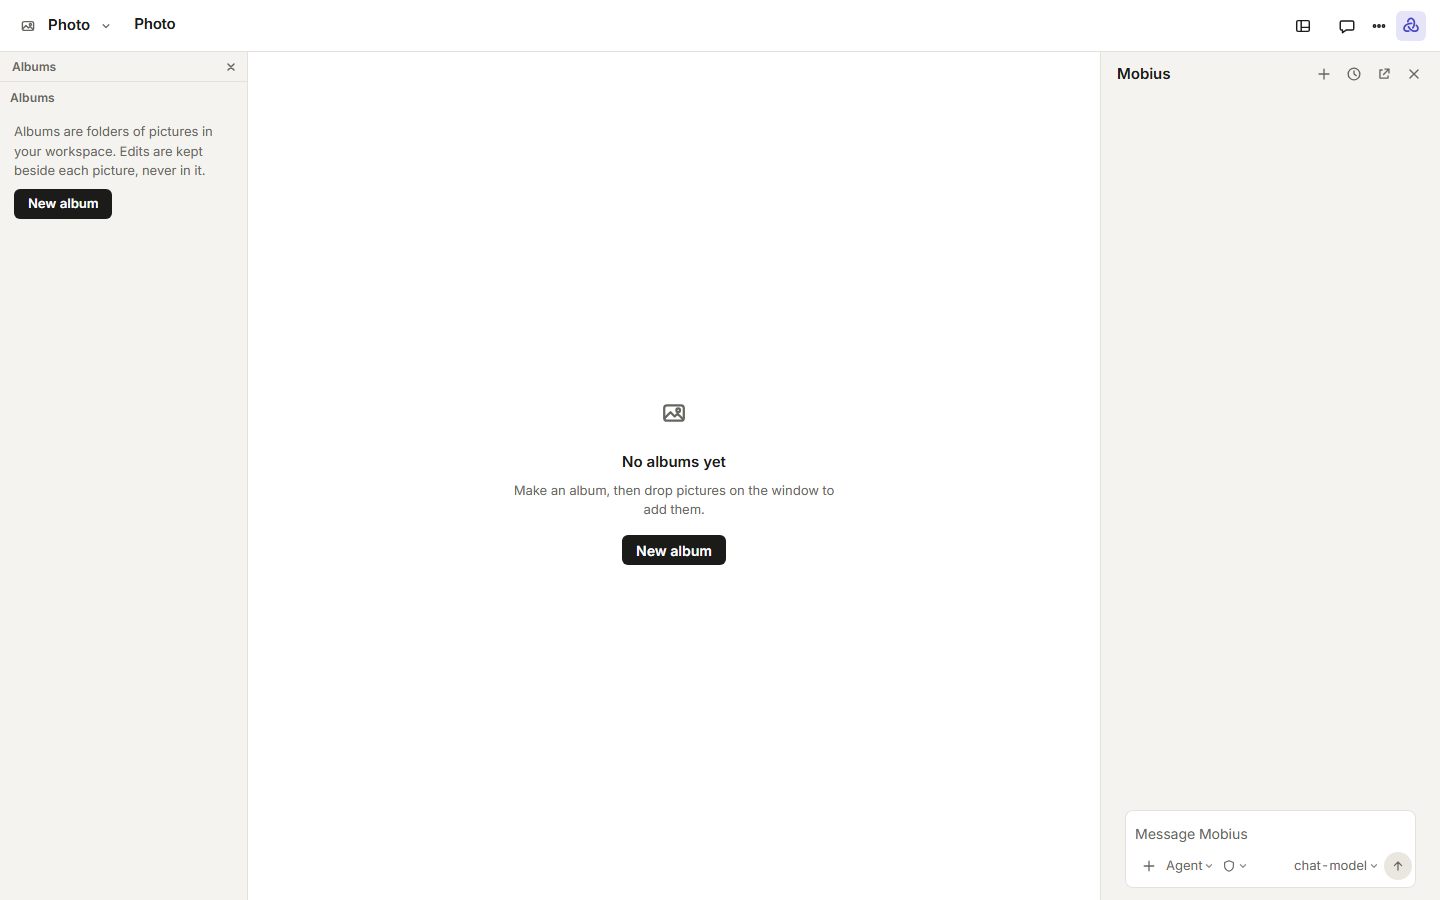 Photo
Photo
Albums
Albums
Albums are folders of pictures in
your workspace. Edits are kept
beside each picture, never in it.
New album
No albums yet
Make an album, then drop pictures on the window to
add them.
New album
Mobius
Message Mobius
Agent
chat-model